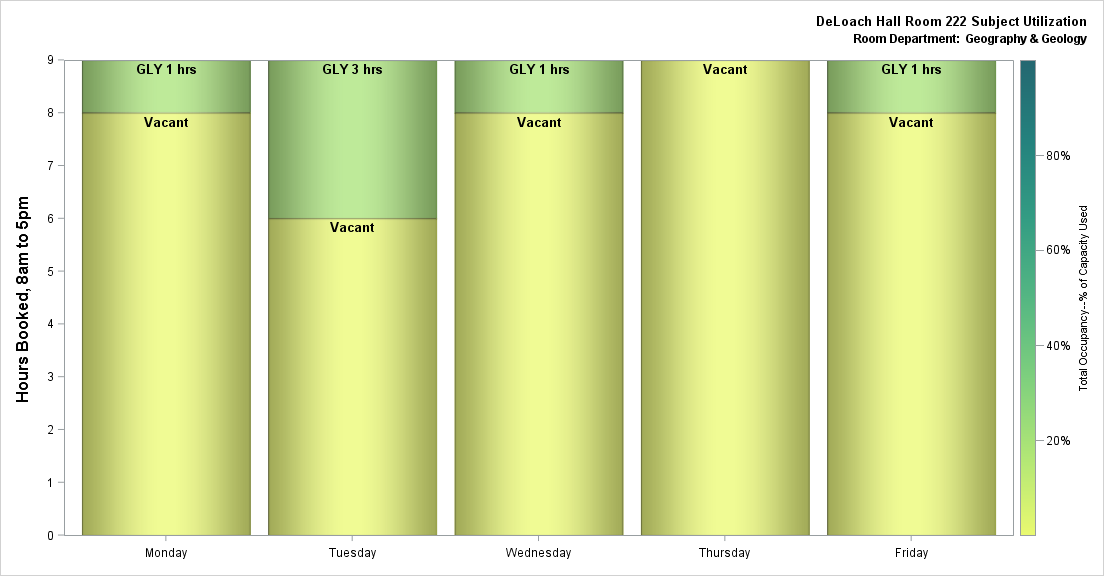 DeLoach Hall Room 222 Subject Utilization
Room Department: Geography & Geology
Hours Booked, 8am to 5pm
9
8
7
6
5
4
3
2
1
0
GLY 1 hrs
Vacant
GLY 3 hrs
Vacant
GLY 1 hrs
Vacant
Vacant
GLY 1 hrs
Vacant
Monday
Tuesday
Wednesday
Thursday
Friday
80%
60%
40%
20%
Total Occupancy--% of Capacity Used